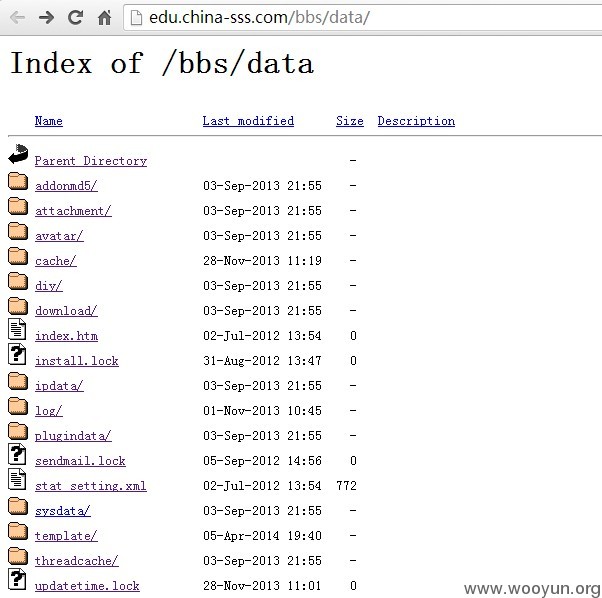 edu.china-sss.com/bbs/data/
Index of /bbs/data
Name Last modified Size Description
Parent Directory -
addonmd5/ 03-Sep-2013 21:55 -
attachment/ 03-Sep-2013 21:55 -
avatar/ 03-Sep-2013 21:55 -
cache/ 28-Nov-2013 11:19 -
diy/ 03-Sep-2013 21:55 -
download/ 03-Sep-2013 21:55 -
index.htm 02-Jul-2012 13:54 0
install.lock 31-Aug-2012 13:47 0
ipdata/ 03-Sep-2013 21:55 -
log/ 01-Nov-2013 10:45 -
plugindata/ 03-Sep-2013 21:55 -
sendmail.lock 05-Sep-2012 14:56 0
stat_setting.xml 02-Jul-2012 13:54 772
sysdata/ 03-Sep-2013 21:55 -
template/ 05-Apr-2014 19:40 -
threadcache/ 03-Sep-2013 21:55 -
updatetime.lock 28-Nov-2013 11:01 0
www.wooyun.org